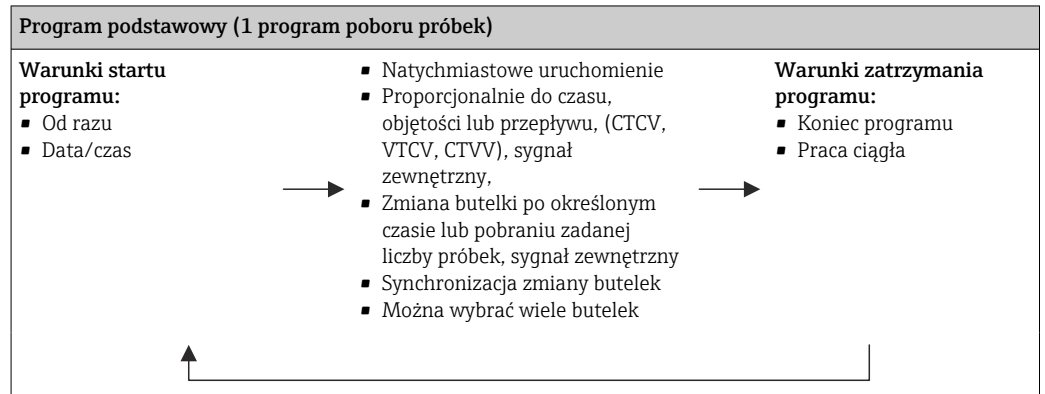 Program podstawowy (1 program poboru próbek)
Warunki startu
programu:
▪ Od razu
▪ Data/czas
▪ Natychmiastowe uruchomienie
▪ Proporcjonalnie do czasu,
objętości lub przepływu, (CTCV,
VTCV, CTVV), sygnał
zewnętrzny,
▪ Zmiana butelki po określonym
czasie lub pobraniu zadanej
liczby próbek, sygnał zewnętrzny
▪ Synchronizacja zmiany butelek
▪ Można wybrać wiele butelek
Warunki zatrzymania
programu:
▪ Koniec programu
▪ Praca ciągła